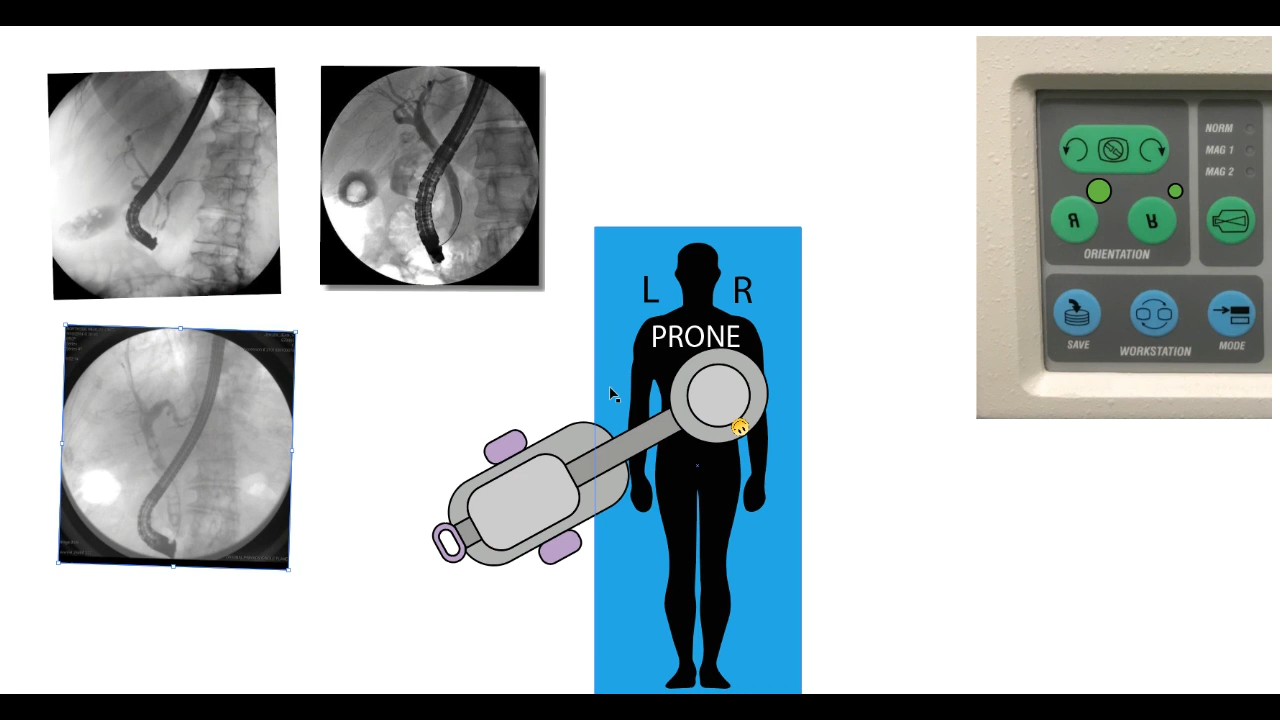 L R
PRONE
NORM
MAG 1
MAG 2
ORIENTATION
SAVE
WORKSTATION
MODE